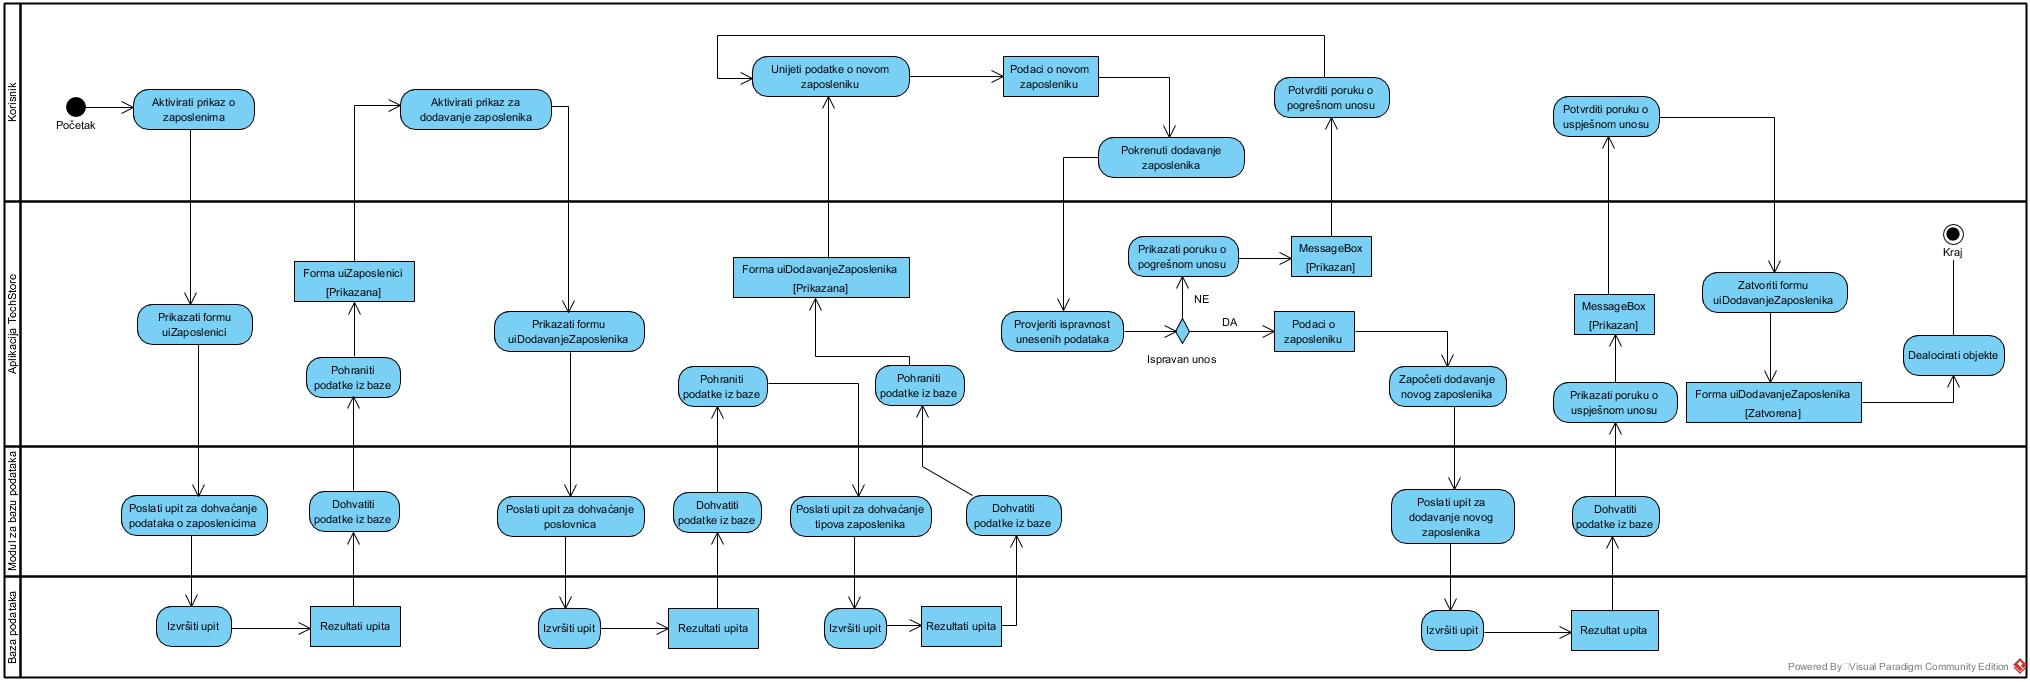 Korisnik
Početak
Aktivirati prikaz o
zaposlenima
Aktivirati prikaz za
dodavanje zaposlenika
Unijeti podatke o novom
zaposleniku
Podaci o novom
zaposleniku
Pokrenuti dodavanje
zaposlenika
Potvrditi poruku o
pogrešnom unosu
Potvrditi poruku o
uspješnom unosu
Aplikacija TechStore
Prikazati formu
uiZaposlenici
Forma uiZaposlenici
[Prikazana]
Pohraniti
podatke iz baze
Prikazati formu
uiDodavanjeZaposlenika
Pohraniti
podatke iz baze
Forma uiDodavanjeZaposlenika
[Prikazana]
Pohraniti
podatke iz baze
Provjeriti ispravnost
unesenih podataka
Prikazati poruku o
pogrešnom unosu
NE
DA
Ispravan unos
MessageBox
[Prikazan]
Podaci o
zaposleniku
Započeti dodavanje
novog zaposlenika
MessageBox
[Prikazan]
Prikazati poruku o
uspješnom unosu
Zatvoriti formu
uiDodavanjeZaposlenika
Forma uiDodavanjeZaposlenika
[Zatvorena]
Kraj
Dealocirati objekte
Modul za bazu podataka
Poslati upit za dohvaćanje
podataka o zaposlenicima
Dohvatiti
podatke iz baze
Poslati upit za dohvaćanje
poslovnica
Dohvatiti
podatke iz baze
Poslati upit za dohvaćanje
tipova zaposlenika
Dohvatiti
podatke iz baze
Poslati upit za
dodavanje novog
zaposlenika
Dohvatiti
podatke iz baze
Baza podataka
Izvršiti upit
Rezultati upita
Izvršiti upit
Rezultati upita
Izvršiti upit
Rezultati upita
Izvršiti upit
Rezultat upita
Powered By Visual Paradigm Community Edition